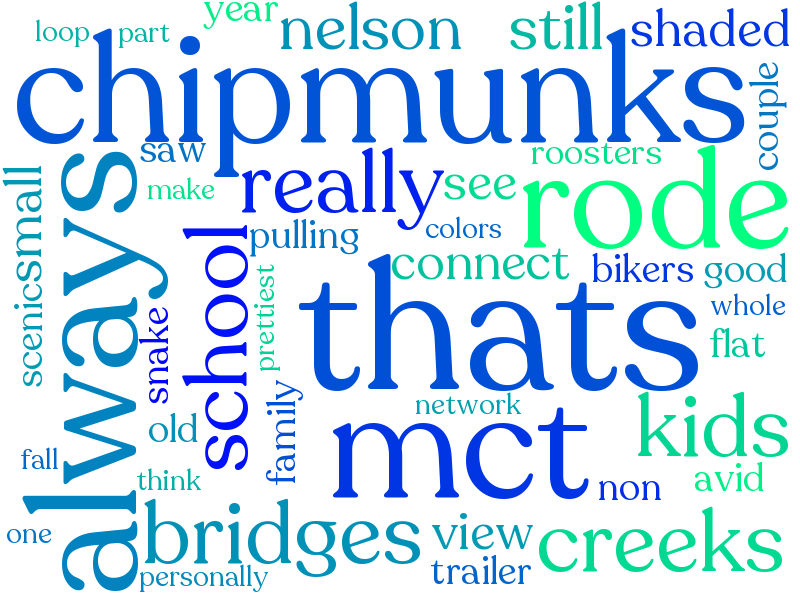 year
loop
part
nelson
still
shaded
chipmunks
couple
saw
roosters
make
really
see
rode
small
always
colors
pulling
school
connect
bikers
good
scenic
snake
prettiest
thats
whole
flat
family
network
old
mct
kids
fall
think
non
avid
one
bridges
view
creeks
personally
trailer